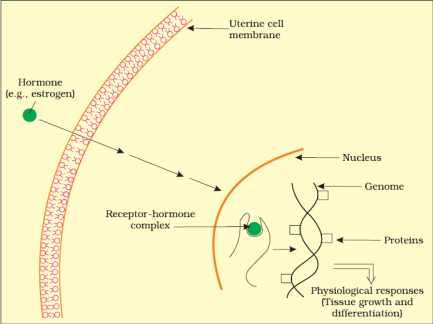 Uterine cell
membrane
Hormone
(e.g., estrogen)
Nucleus
Genome
Receptor-hormone
complex
Proteins
Physiological responses
(Tissue growth and
differentiation)